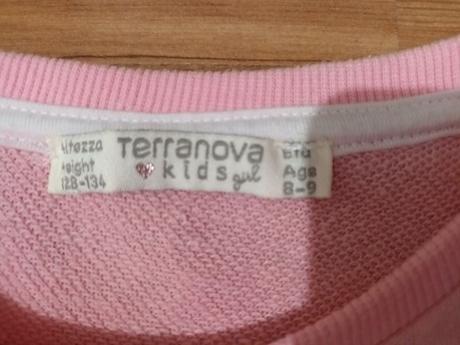 Altezza
Height
128-134
Terranova
kids girl
Età
Age
8-9